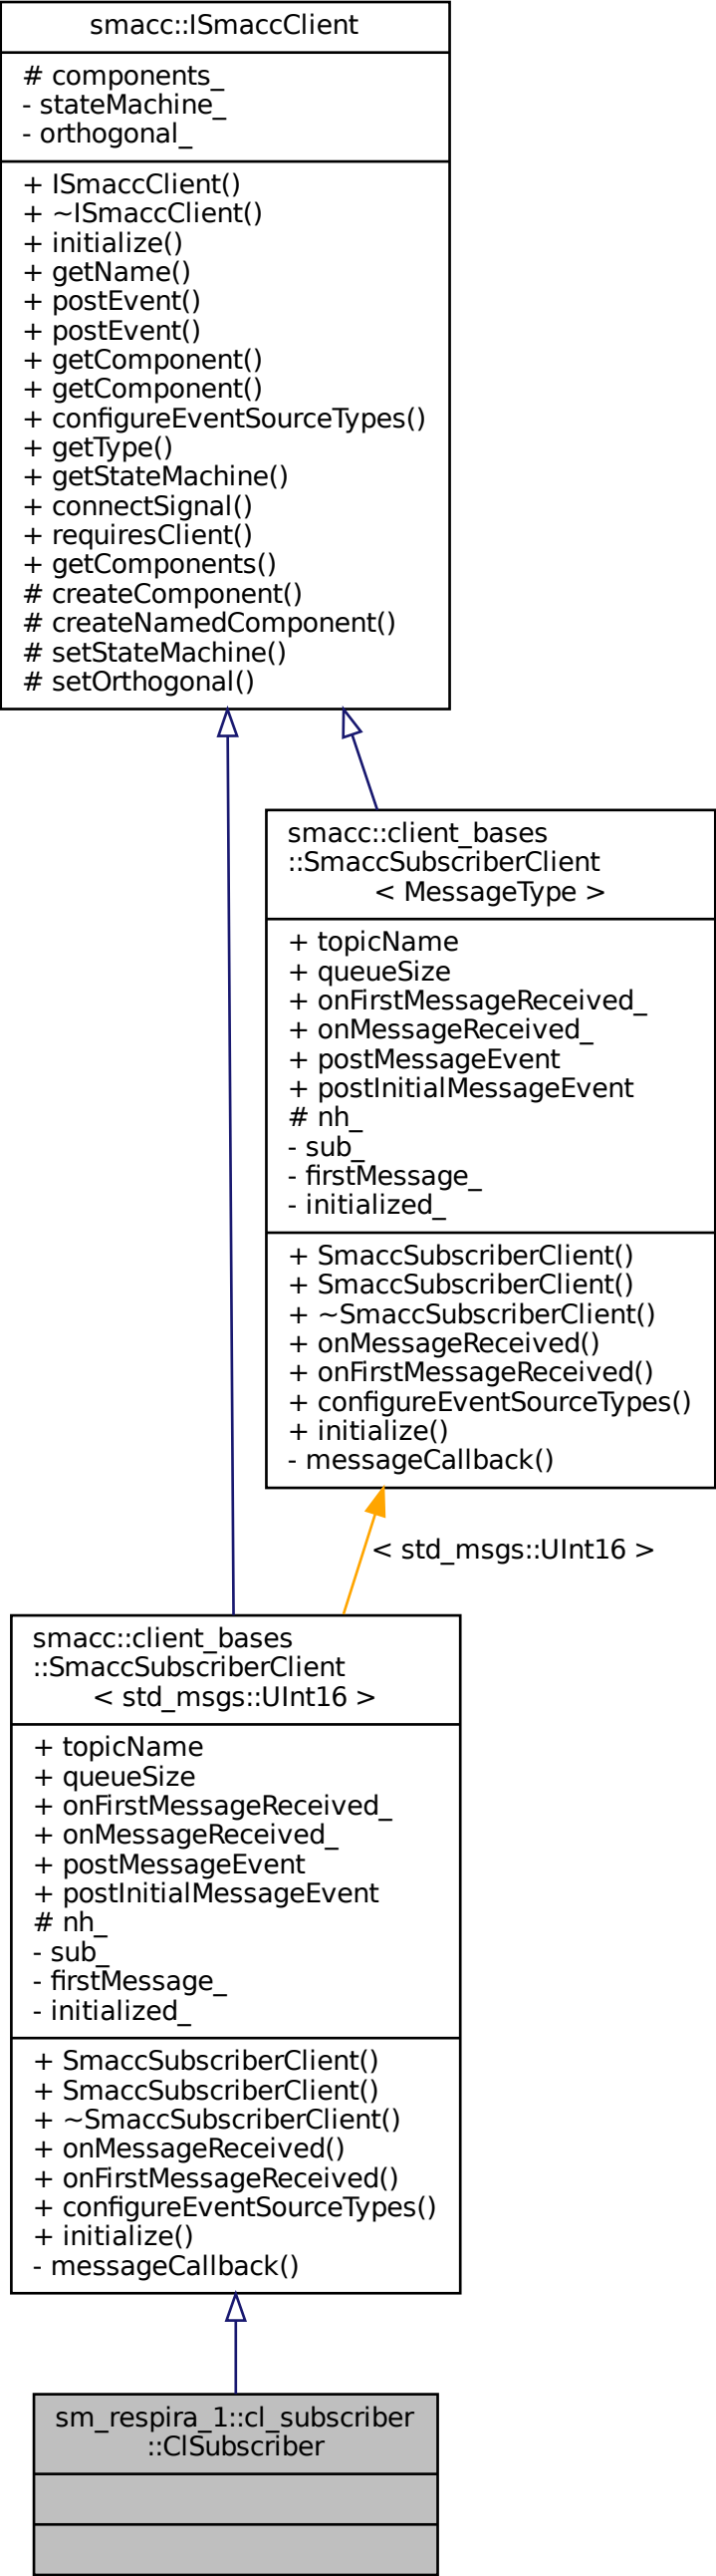 smacc::ISmaccClient
# components_
- stateMachine_
- orthogonal_
+ ISmaccClient()
+ ~ISmaccClient()
+ initialize()
+ getName()
+ postEvent()
+ postEvent()
+ getComponent()
+ getComponent()
+ configureEventSourceTypes()
+ getType()
+ getStateMachine()
+ connectSignal()
+ requiresClient()
+ getComponents()
# createComponent()
# createNamedComponent()
# setStateMachine()
# setOrthogonal()
smacc::client_bases
::SmaccSubscriberClient
< MessageType >
+ topicName
+ queueSize
+ onFirstMessageReceived_
+ onMessageReceived_
+ postMessageEvent
+ postInitialMessageEvent
# nh_
- sub_
- firstMessage_
- initialized_
+ SmaccSubscriberClient()
+ SmaccSubscriberClient()
+ ~SmaccSubscriberClient()
+ onMessageReceived()
+ onFirstMessageReceived()
+ configureEventSourceTypes()
+ initialize()
- messageCallback()
< std_msgs::UInt16 >
smacc::client_bases
::SmaccSubscriberClient
< std_msgs::UInt16 >
+ topicName
+ queueSize
+ onFirstMessageReceived_
+ onMessageReceived_
+ postMessageEvent
+ postInitialMessageEvent
# nh_
- sub_
- firstMessage_
- initialized_
+ SmaccSubscriberClient()
+ SmaccSubscriberClient()
+ ~SmaccSubscriberClient()
+ onMessageReceived()
+ onFirstMessageReceived()
+ configureEventSourceTypes()
+ initialize()
- messageCallback()
sm_respira_1::cl_subscriber
::ClSubscriber